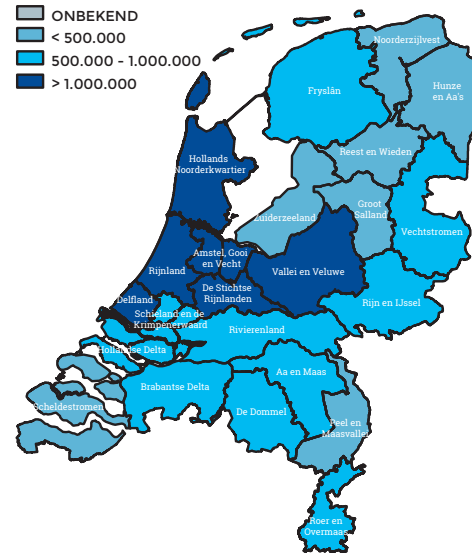 ONBEKEND
< 500.000
500.000 - 1.000.000
> 1.000.000
Noorderzijlvest
Fryslân
Hunze
en Aa's
Hollands
Noorderkwartier
Reest en Wieden
Zuiderzeeland
Groot
Salland
Vechtstromen
Amstel, Gooi
en Vecht
Rijnland
Vallei en Veluwe
De Stichtse
Rijnlanden
Delfland
Schieland en de
Krimpenerwaard
Rijn en IJssel
Rivierenland
Hollandse Delta
Aa en Maas
Brabantse Delta
Scheldestromen
De Dommel
Peel en
Maasvallei
Roer en
Overmaas